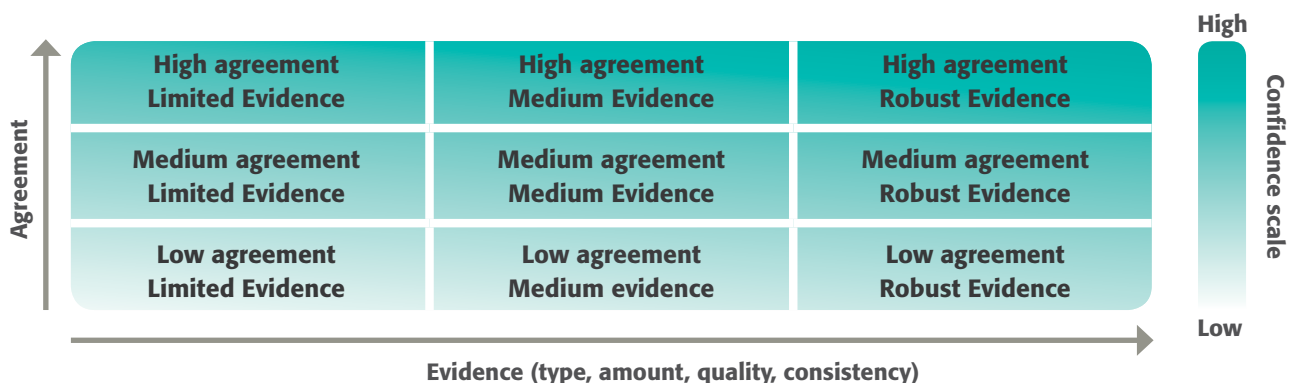 High
High agreement
Limited Evidence
High agreement
Medium Evidence
High agreement
Robust Evidence
Medium agreement
Limited Evidence
Medium agreement
Medium Evidence
Medium agreement
Robust Evidence
Low agreement
Limited Evidence
Low agreement
Medium evidence
Low agreement
Robust Evidence
Agreement
Confidence scale
Low
Evidence (type, amount, quality, consistency)